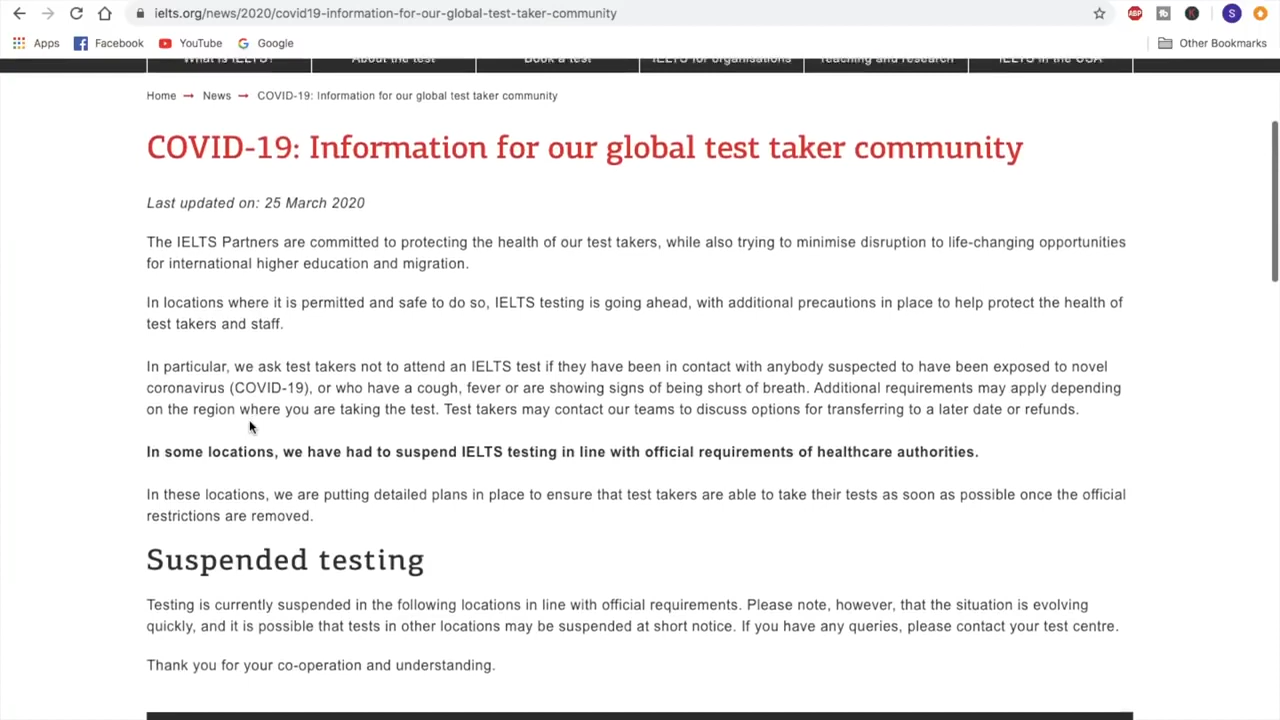 ielts.org/news/2020/covid19-information-for-our-global-test-taker-community
ABP
K
S
Apps
Facebook
YouTube
Google
Other Bookmarks
What is IELTS?
About the test
Book a test
IELTS for organisations
Teaching and research
IELTS in the USA
Home → News → COVID-19: Information for our global test taker community
COVID-19: Information for our global test taker community
Last updated on: 25 March 2020
The IELTS Partners are committed to protecting the health of our test takers, while also trying to minimise disruption to life-changing opportunities
for international higher education and migration.
In locations where it is permitted and safe to do so, IELTS testing is going ahead, with additional precautions in place to help protect the health of
test takers and staff.
In particular, we ask test takers not to attend an IELTS test if they have been in contact with anybody suspected to have been exposed to novel
coronavirus (COVID-19), or who have a cough, fever or are showing signs of being short of breath. Additional requirements may apply depending
on the region where you are taking the test. Test takers may contact our teams to discuss options for transferring to a later date or refunds.
In some locations, we have had to suspend IELTS testing in line with official requirements of healthcare authorities.
In these locations, we are putting detailed plans in place to ensure that test takers are able to take their tests as soon as possible once the official
restrictions are removed.
Suspended testing
Testing is currently suspended in the following locations in line with official requirements. Please note, however, that the situation is evolving
quickly, and it is possible that tests in other locations may be suspended at short notice. If you have any queries, please contact your test centre.
Thank you for your co-operation and understanding.